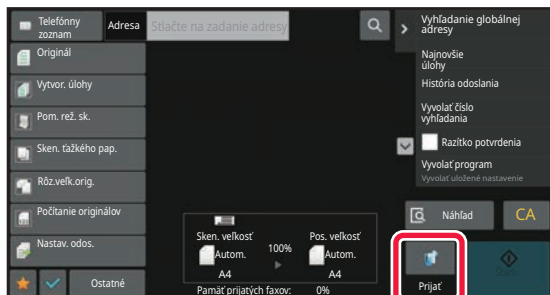 Telefónny
zoznam
Adresa
Stlačte na zadanie adresy
Originál
Vytvor. úlohy
Pom. rež. sk.
Sken. ťažkého pap.
Rôz.veľk.orig.
Počítanie originálov
Nastav. odos.
Ostatné
Sken. veľkosť
Autom.
A4
100%
Pos. veľkosť
Autom.
A4
Pamäť prijatých faxov: 0%
Vyhľadanie globálnej
adresy
Najnovšie
úlohy
História odoslania
Vyvolať číslo
vyhľadania
Razítko potvrdenia
Vyvolať program
Vyvolať uložené nastavenie
Náhľad
CA
Prijať
Štart